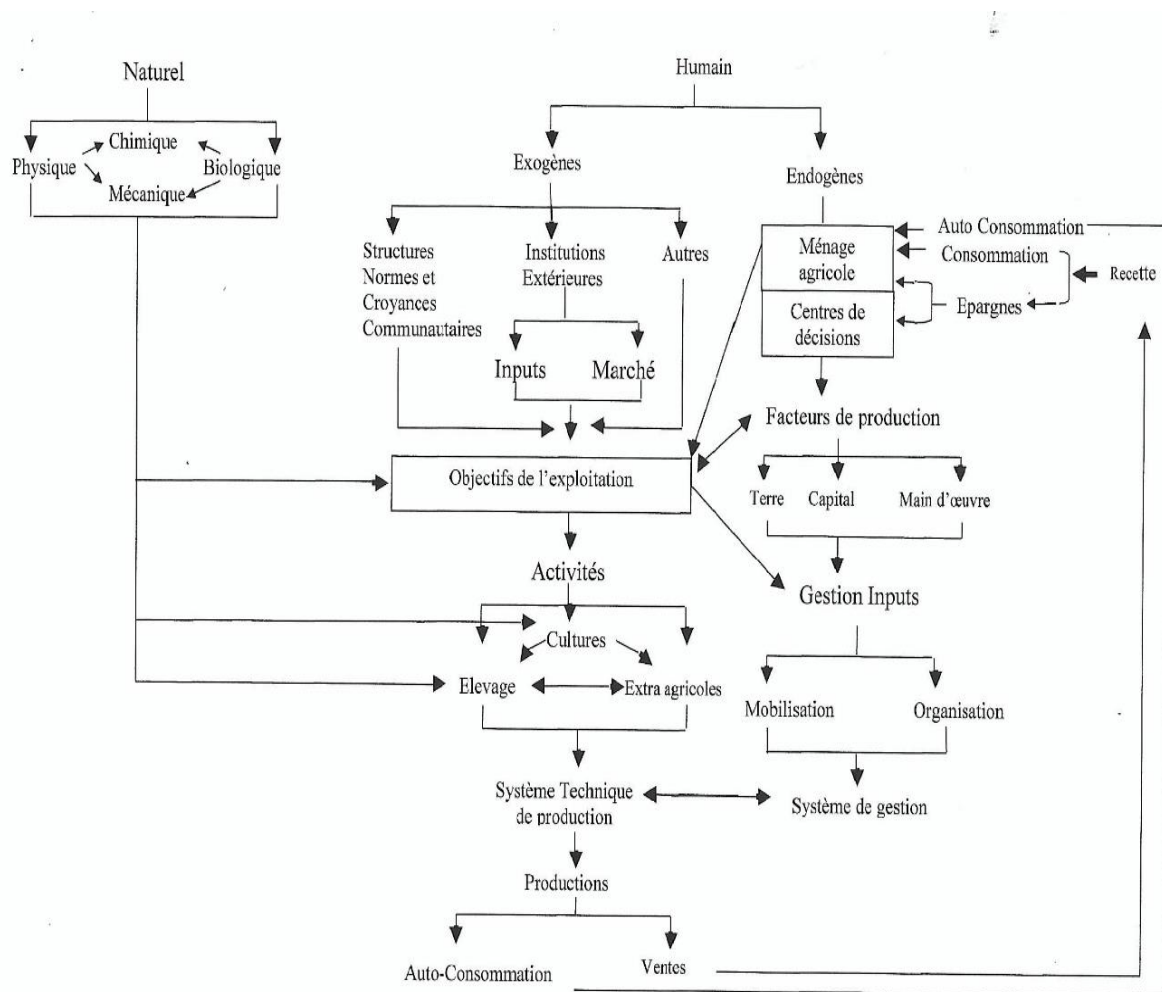 Naturel
Humain
Chimique
Physique
Biologique
Mécanique
Exogènes
Endogènes
Structures
Normes et
Croyances
Communautaires
Institutions
Extérieures
Autres
Ménage
agricole
Auto Consommation
Consommation
Recette
Epargnes
Centres de
décisions
Inputs
Marché
Facteurs de production
Objectifs de l'exploitation
Terre
Capital
Main d'œuvre
Activités
Gestion Inputs
Cultures
Elevage
Extra agricoles
Mobilisation
Organisation
Système Technique
de production
Système de gestion
Productions
Auto-Consommation
Ventes